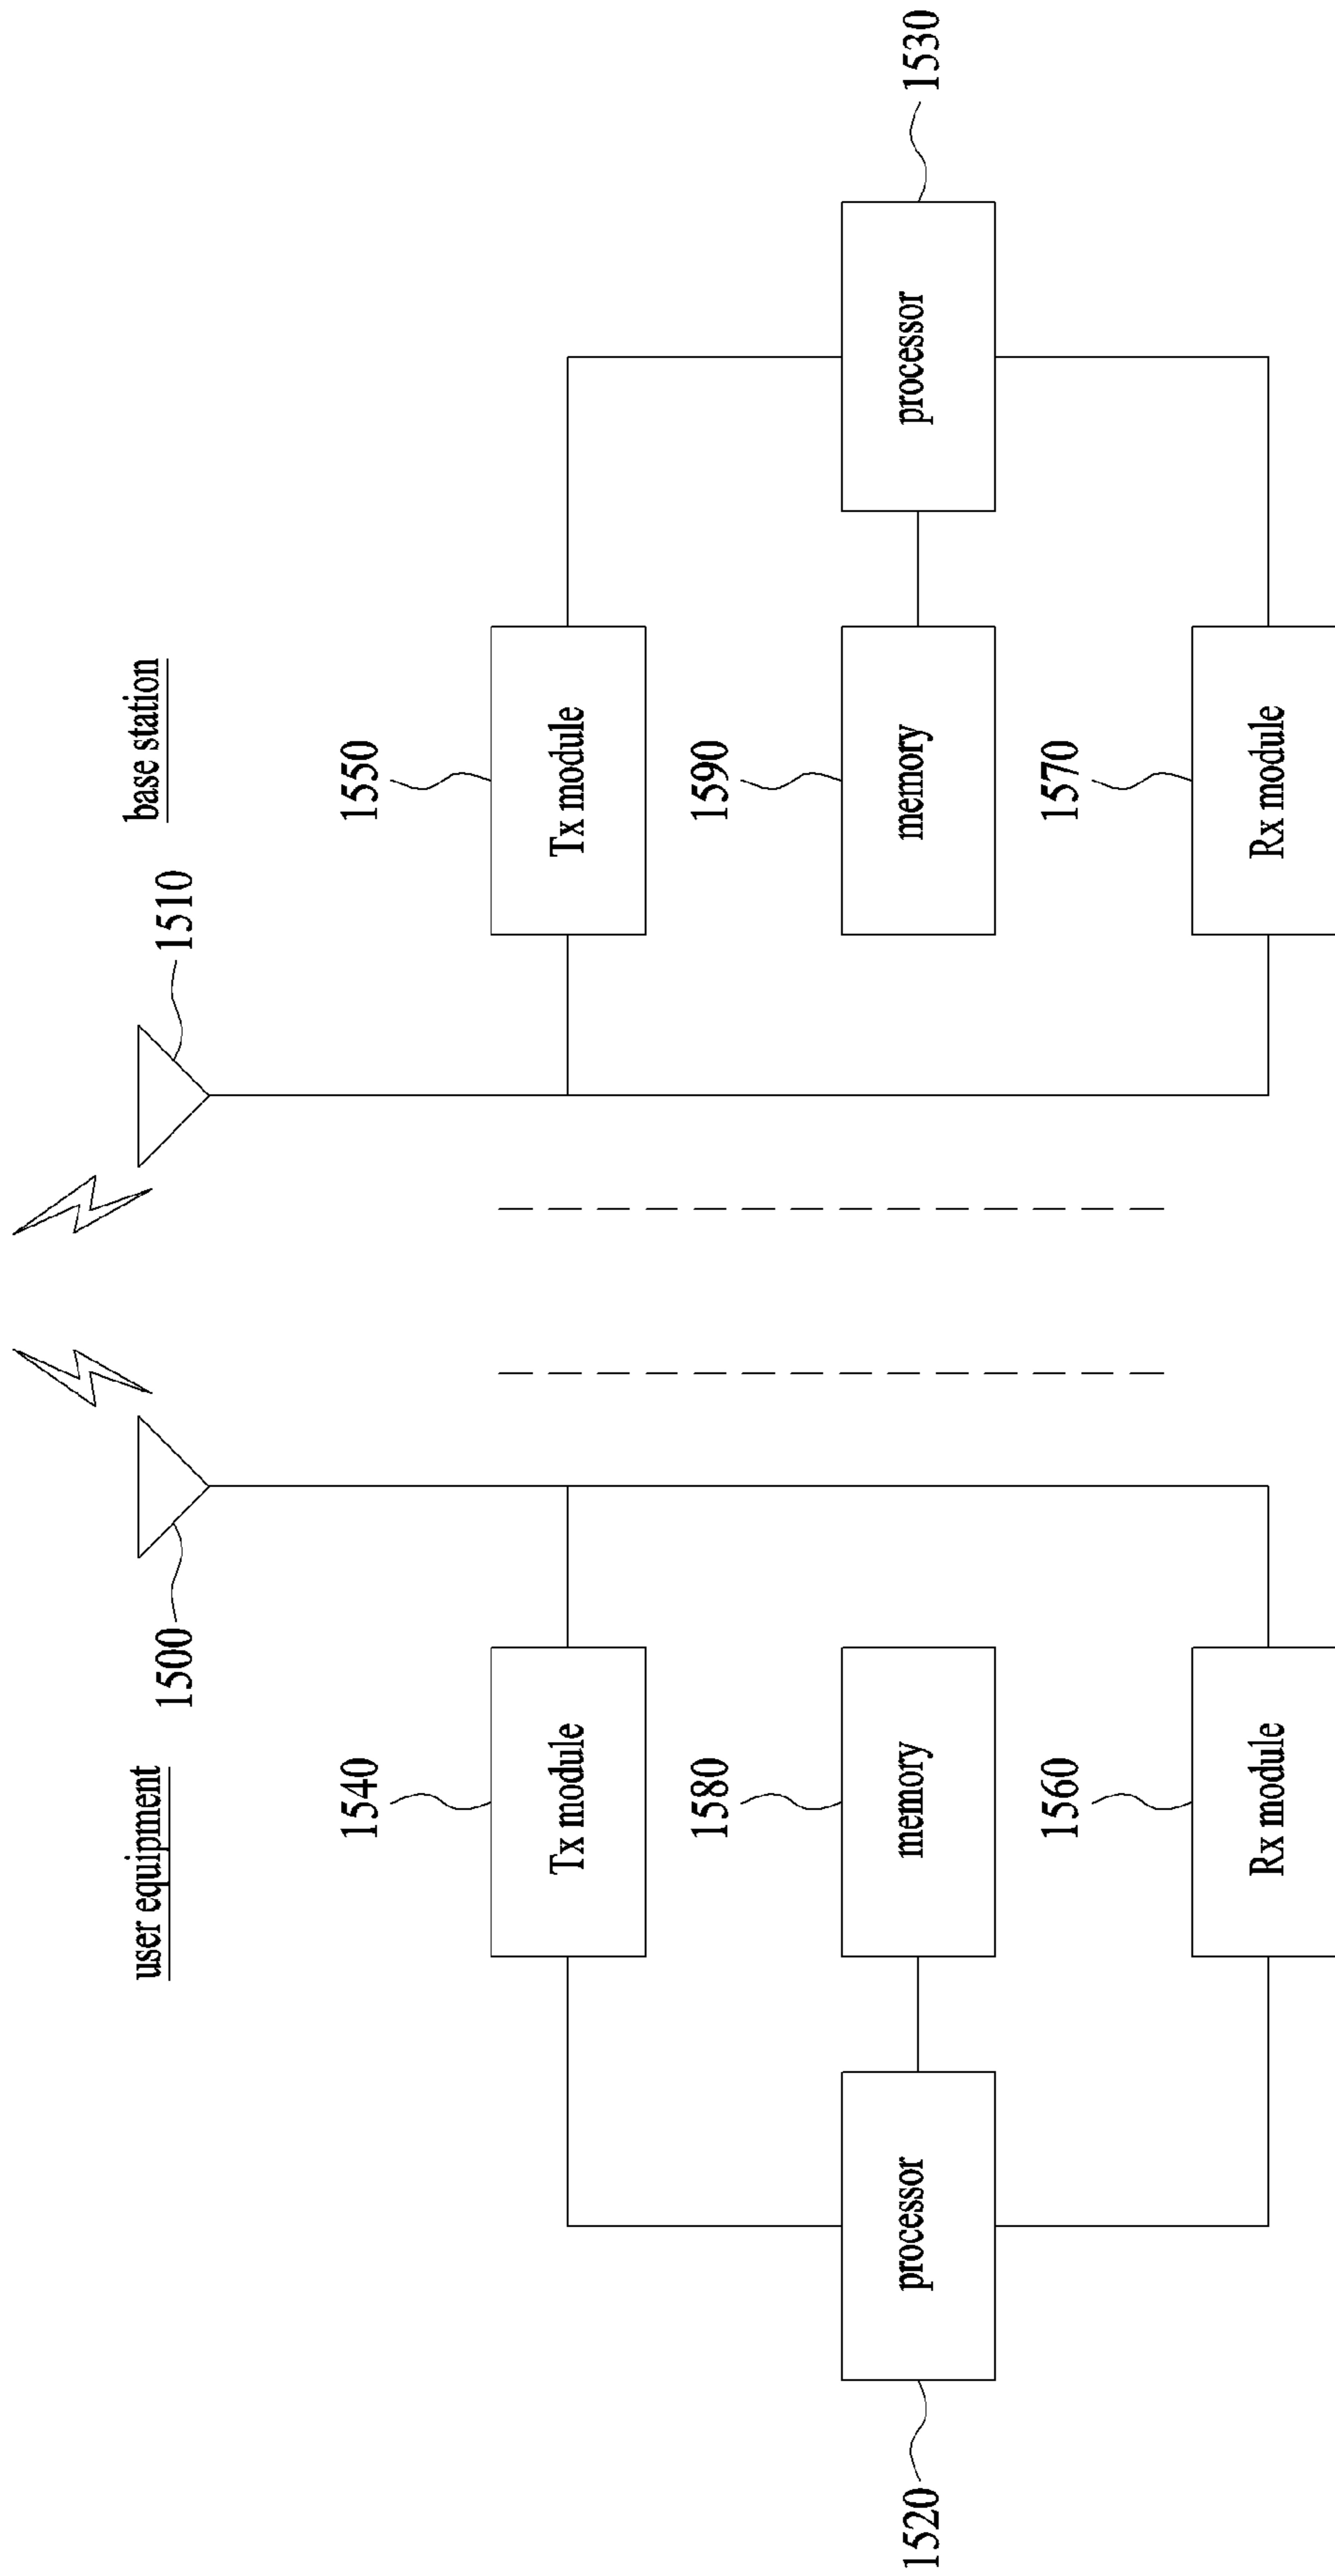 user equipment
base station
1500
1510
1540
Tx module
1550
Tx module
1520
processor
1580
memory
1590
memory
processor
1530
1560
Rx module
1570
Rx module